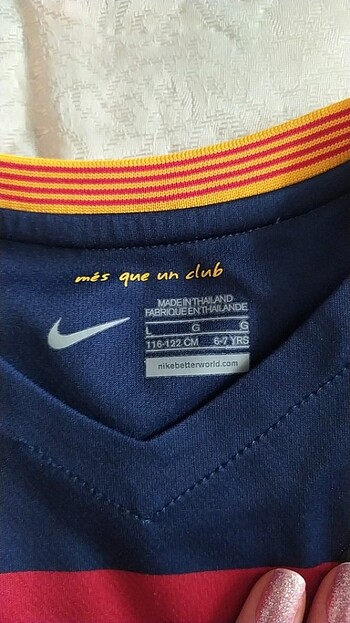 més que un club
MADE IN THAILAND
FABRIQUE EN THAILANDE
L G G
116-122 CM 6-7 YRS
nikebetterworld.com